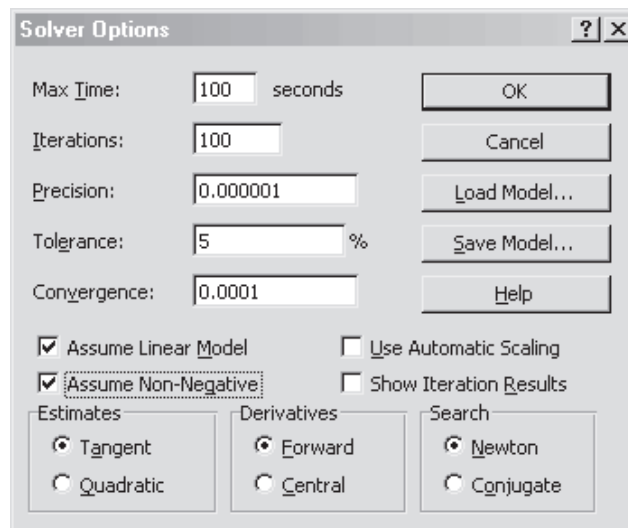 Solver Options ? ×
Max Time: 100 seconds OK
Iterations: 100 Cancel
Precision: 0.000001 Load Model...
Tolerance: 5 % Save Model...
Convergence: 0.0001 Help
Assume Linear Model Use Automatic Scaling
Assume Non-Negative Show Iteration Results
Estimates Derivatives Search
Tangent Forward Newton
Quadratic Central Conjugate